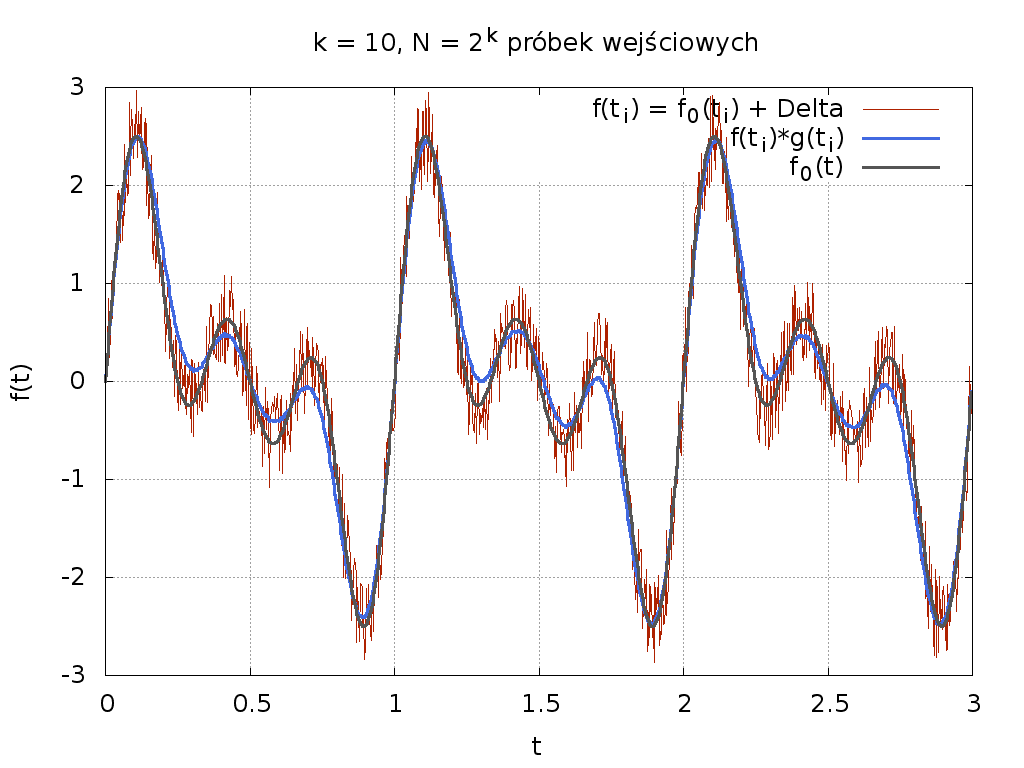 k = 10, N = 2^k próbek wejściowych
f(t_i) = f_0(t_i) + Delta
f(t_i)*g(t_i)
f_0(t)
3
2
1
0
-1
-2
-3
f(t)
0 0.5 1 1.5 2 2.5 3
t